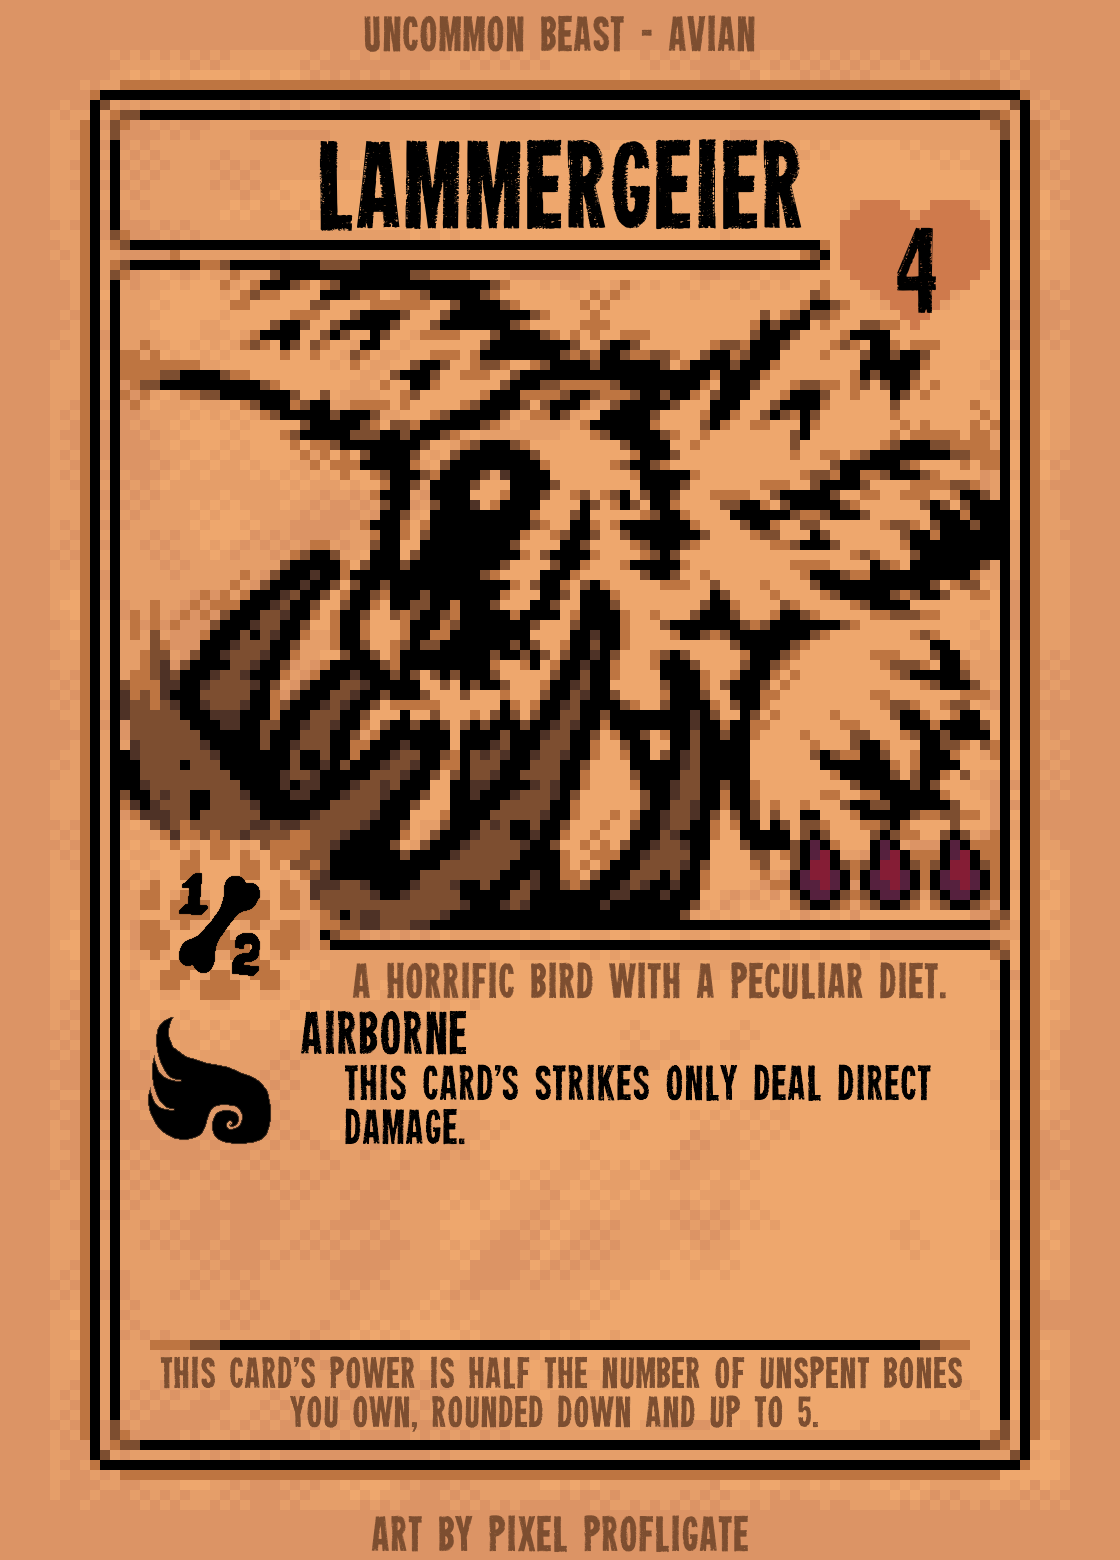 UNCOMMON BEAST - AVIAN
LAMMERGEIER
4
1
2
A HORRIFIC BIRD WITH A PECULIAR DIET.
AIRBORNE
THIS CARD'S STRIKES ONLY DEAL DIRECT
DAMAGE.
THIS CARD'S POWER IS HALF THE NUMBER OF UNSPENT BONES
YOU OWN, ROUNDED DOWN AND UP TO 5.
ART BY PIXEL PROFLIGATE